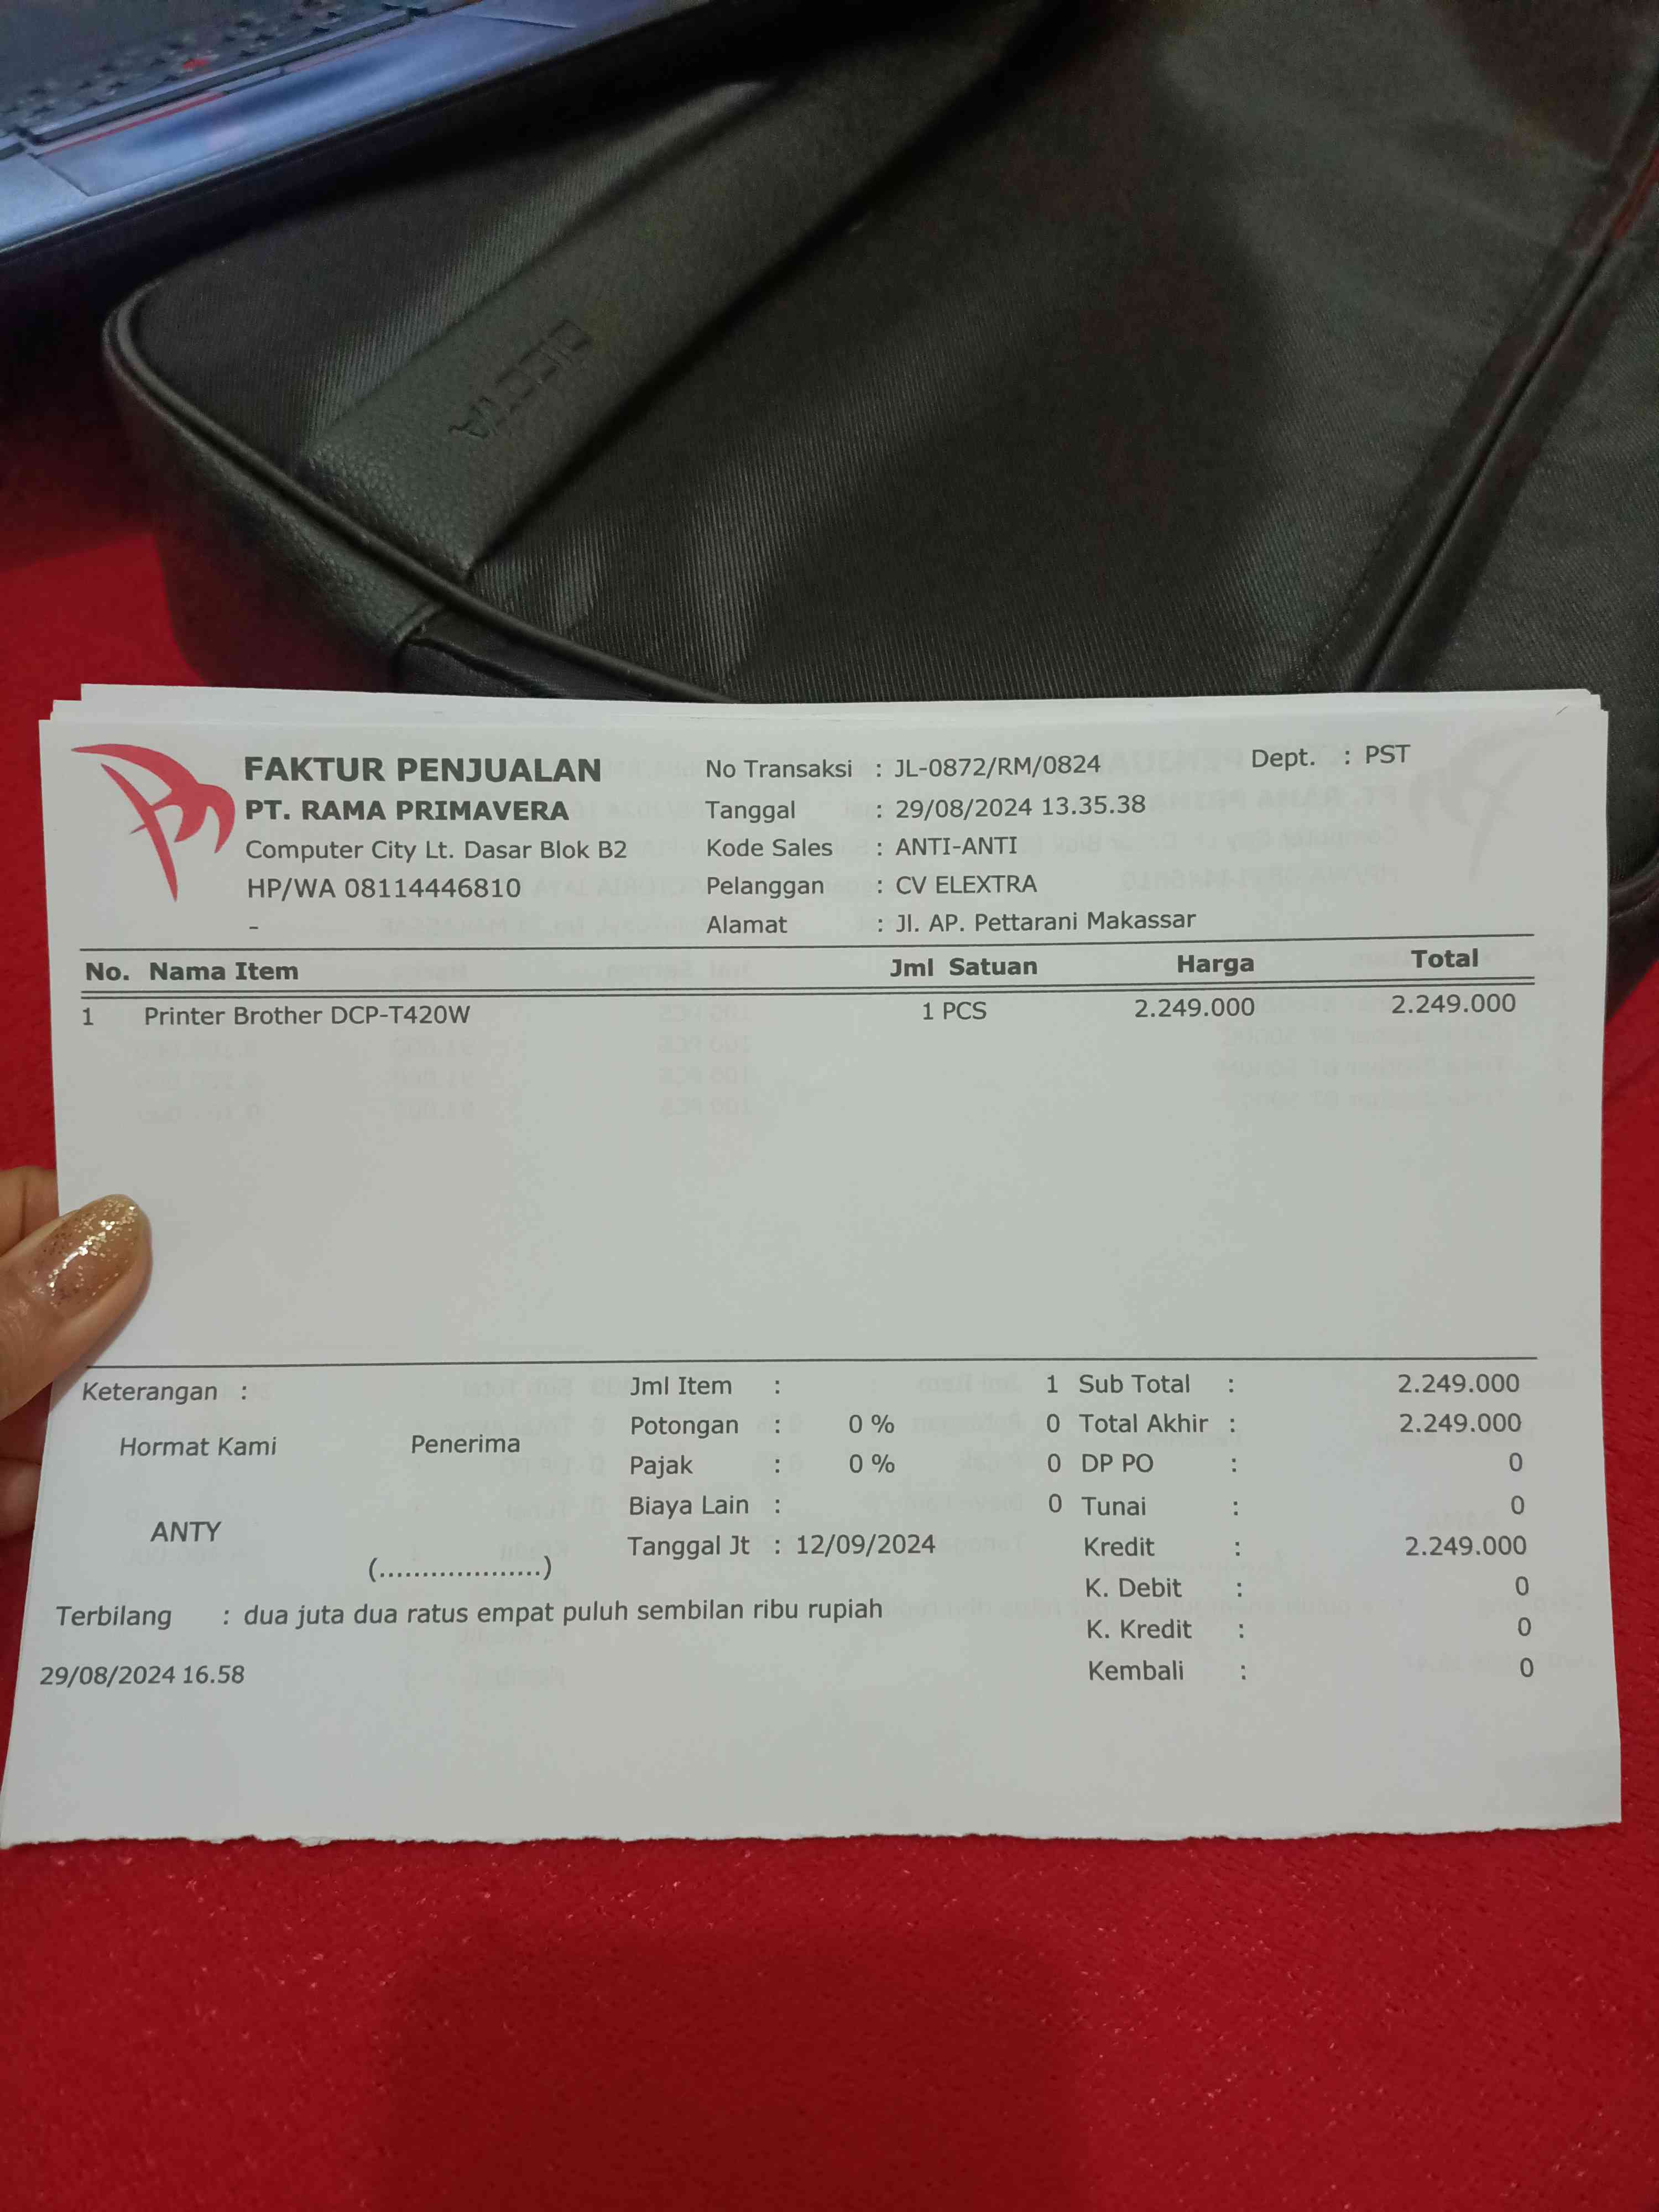 FAKTUR PENJUALAN
PT. RAMA PRIMAVERA
Computer City Lt. Dasar Blok B2
HP/WA 08114446810
-
No Transaksi : JL-0872/RM/0824
Tanggal : 29/08/2024 13.35.38
Kode Sales : ANTI-ANTI
Pelanggan : CV ELEXTRA
Alamat : Jl. AP. Pettarani Makassar
Dept. : PST
No. Nama Item Jml Satuan Harga Total
1 Printer Brother DCP-T420W 1 PCS 2.249.000 2.249.000
Keterangan :
Hormat Kami Penerima
ANTY
(...................)
Jml Item : 1
Potongan : 0 % 0
Pajak : 0 % 0
Biaya Lain : 0
Tanggal Jt : 12/09/2024
Sub Total : 2.249.000
Total Akhir : 2.249.000
DP PO : 0
Tunai : 0
Kredit : 2.249.000
K. Debit : 0
K. Kredit : 0
Kembali : 0
Terbilang : dua juta dua ratus empat puluh sembilan ribu rupiah
29/08/2024 16.58